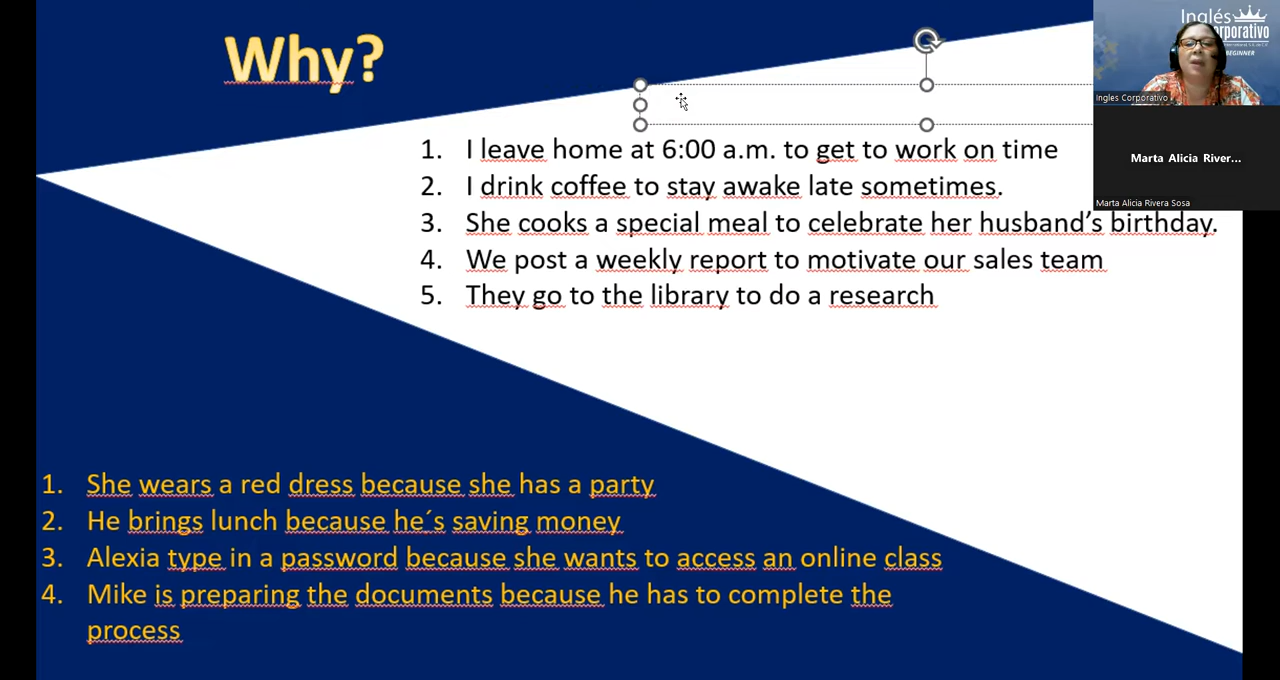 Why?
1. I leave home at 6:00 a.m. to get to work on time
2. I drink coffee to stay awake late sometimes.
3. She cooks a special meal to celebrate her husband’s birthday.
4. We post a weekly report to motivate our sales team
5. They go to the library to do a research
1. She wears a red dress because she has a party
2. He brings lunch because he´s saving money
3. Alexia type in a password because she wants to access an online class
4. Mike is preparing the documents because he has to complete the
process
Inglés
orporativo
BEGINNER
Ingles Corporativo
Marta Alicia River...
Marta Alicia Rivera Sosa